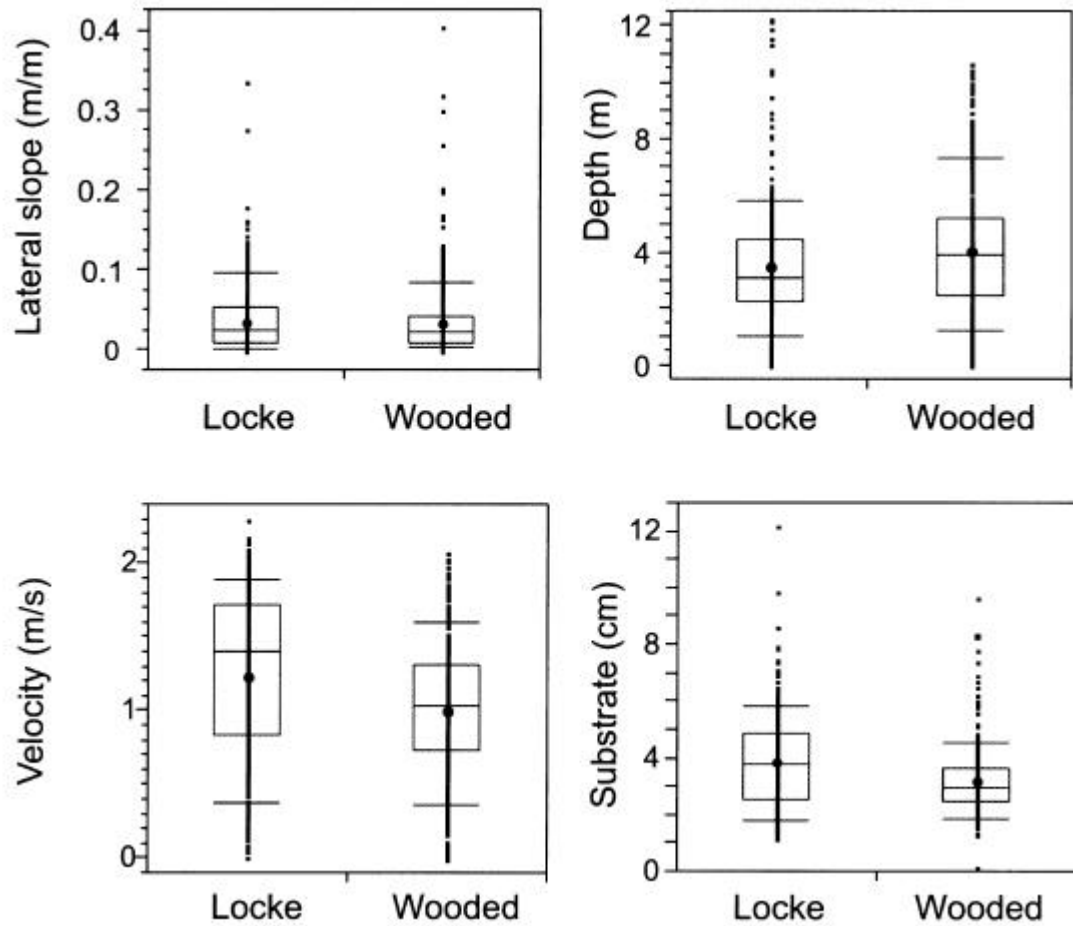 Lateral slope (m/m)
0.4
0.3
0.2
0.1
0
Locke Wooded
Depth (m)
12
8
4
0
Locke Wooded
Velocity (m/s)
2
1
0
Locke Wooded
Substrate (cm)
12
8
4
0
Locke Wooded